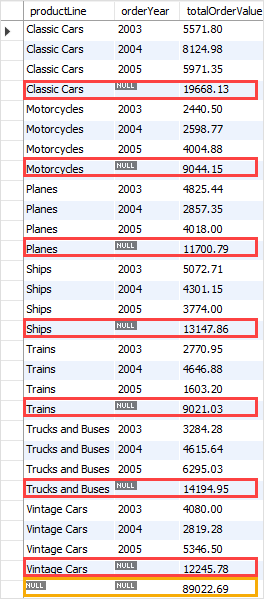 productLine orderYear totalOrderValue
Classic Cars 2003 5571.80
Classic Cars 2004 8124.98
Classic Cars 2005 5971.35
Classic Cars NULL 19668.13
Motorcycles 2003 2440.50
Motorcycles 2004 2598.77
Motorcycles 2005 4004.88
Motorcycles NULL 9044.15
Planes 2003 4825.44
Planes 2004 2857.35
Planes 2005 4018.00
Planes NULL 11700.79
Ships 2003 5072.71
Ships 2004 4301.15
Ships 2005 3774.00
Ships NULL 13147.86
Trains 2003 2770.95
Trains 2004 4646.88
Trains 2005 1603.20
Trains NULL 9021.03
Trucks and Buses 2003 3284.28
Trucks and Buses 2004 4615.64
Trucks and Buses 2005 6295.03
Trucks and Buses NULL 14194.95
Vintage Cars 2003 4080.00
Vintage Cars 2004 2819.28
Vintage Cars 2005 5346.50
Vintage Cars NULL 12245.78
NULL NULL 89022.69